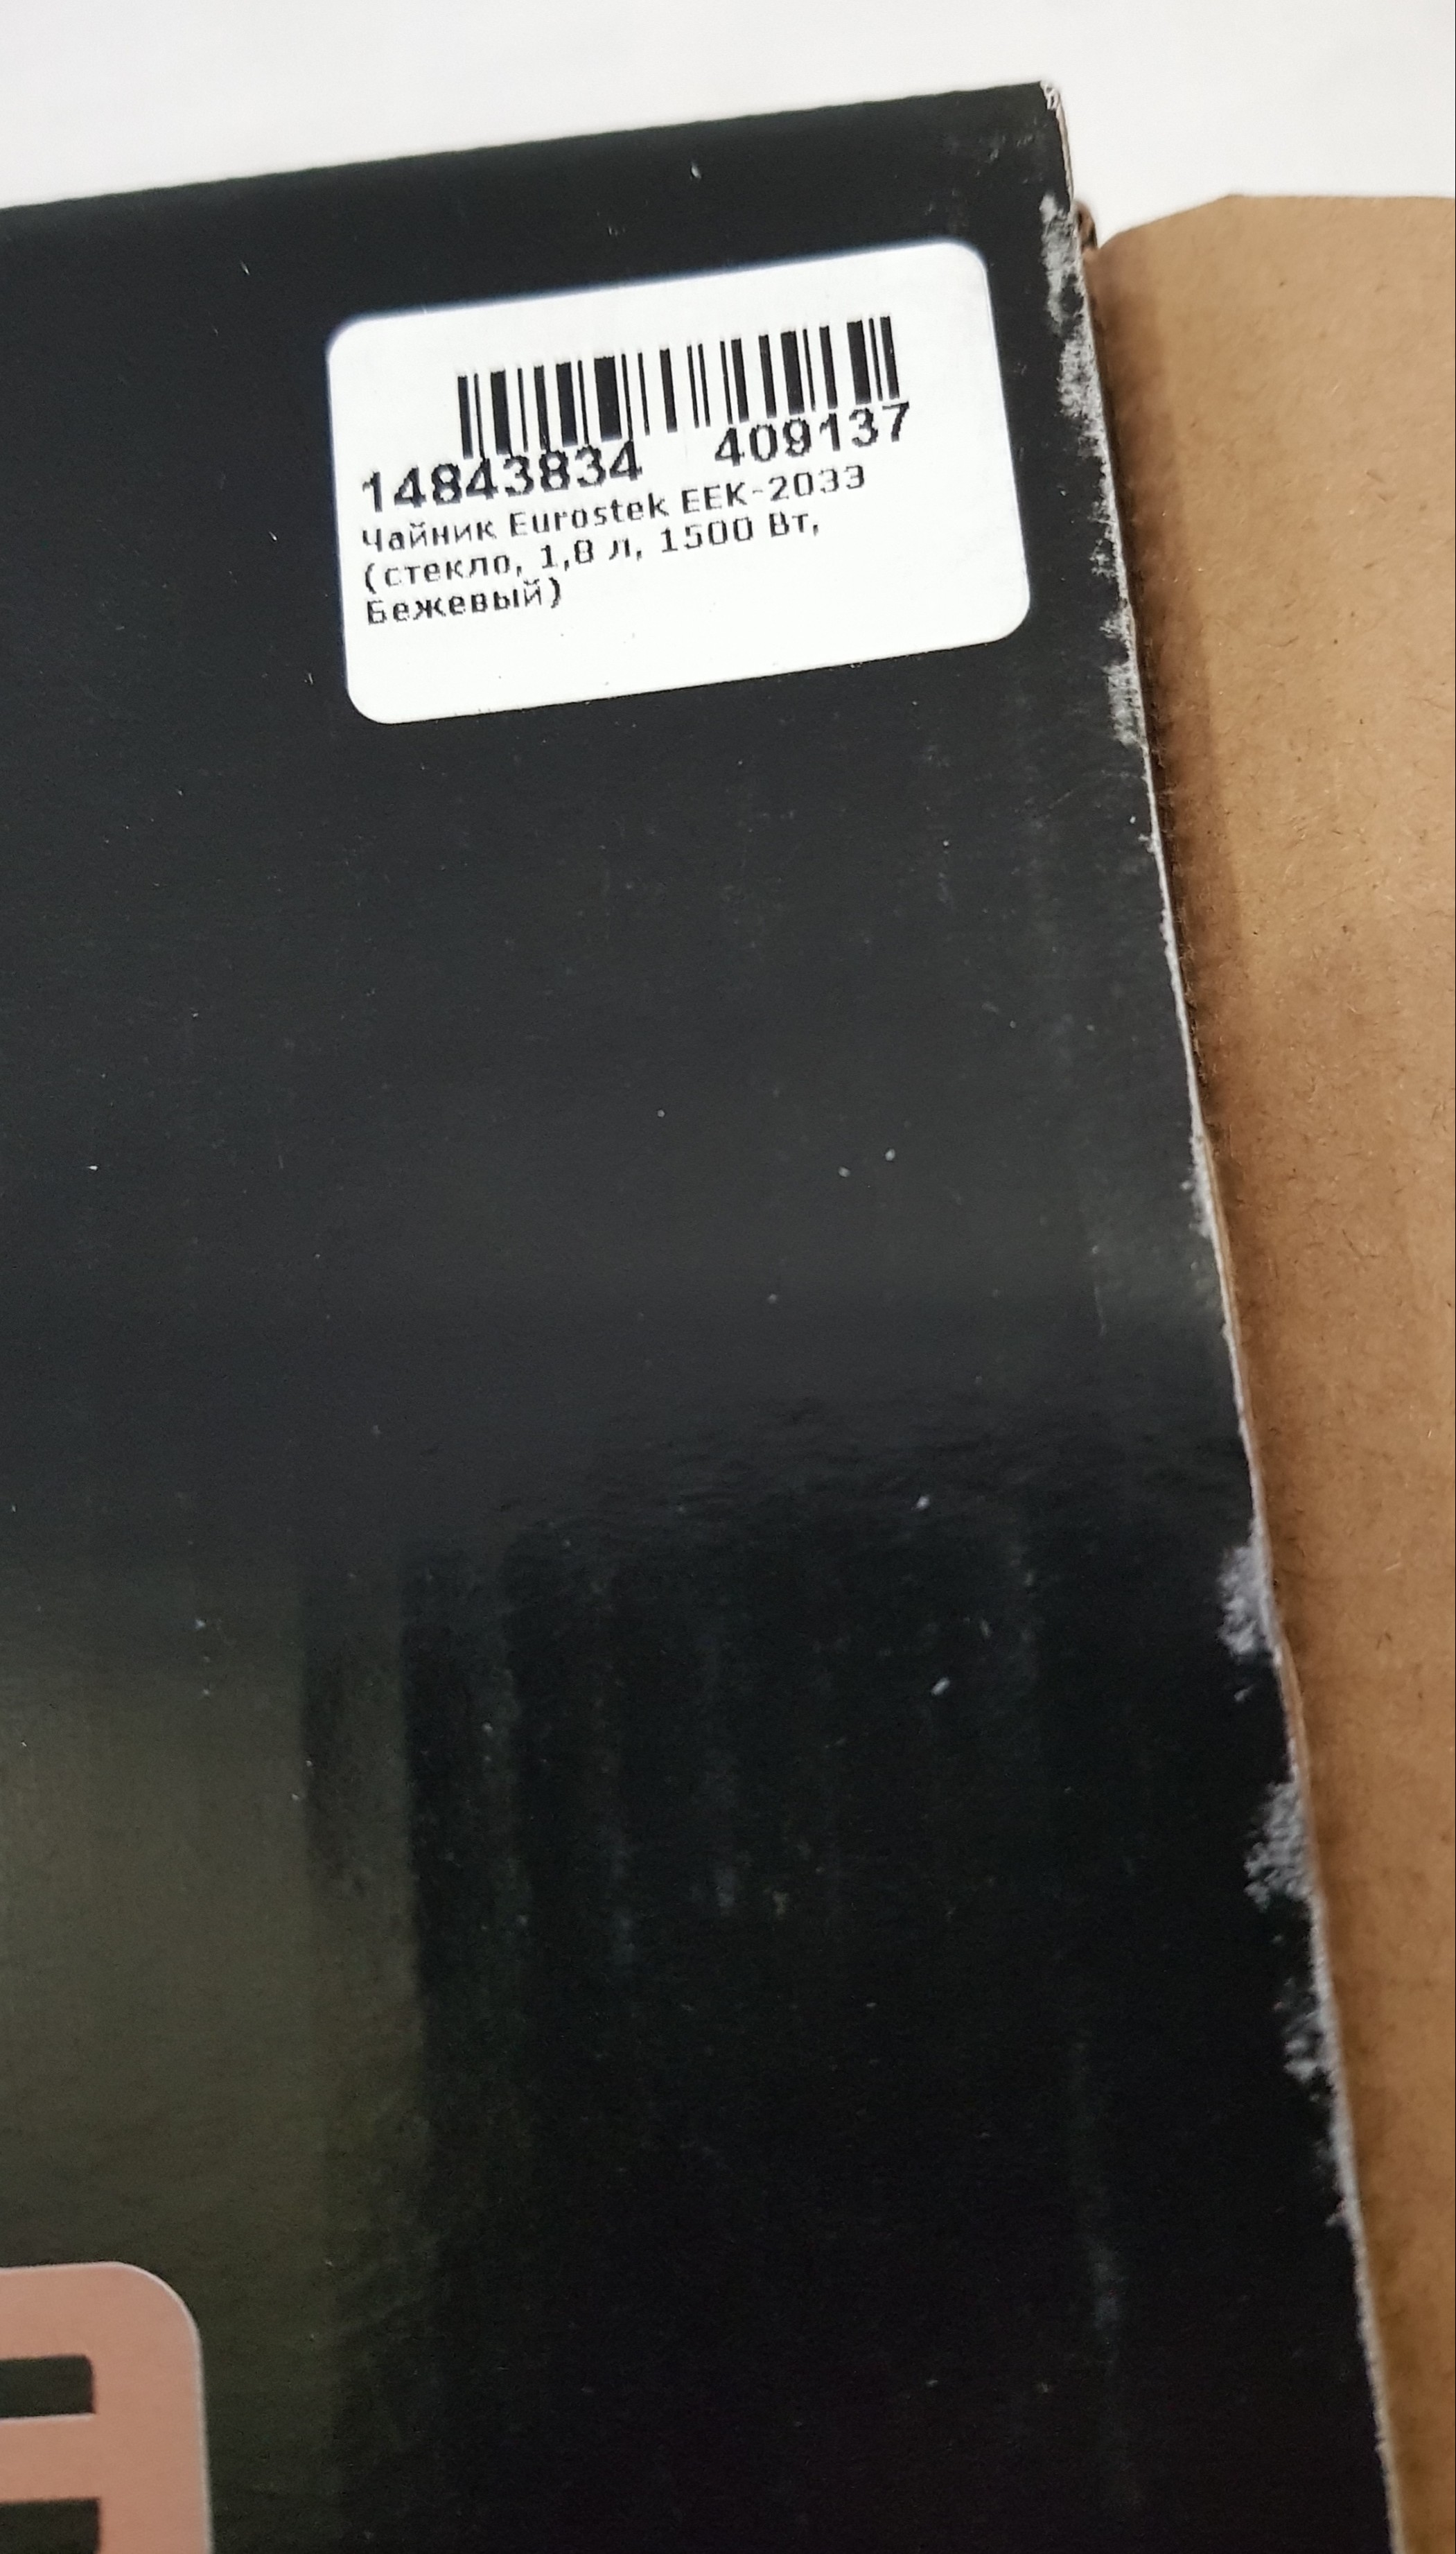 14843834 409137
Чайник Eurostek EEK-2033
(стекло, 1,8 л, 1500 Вт,
Бежевый)